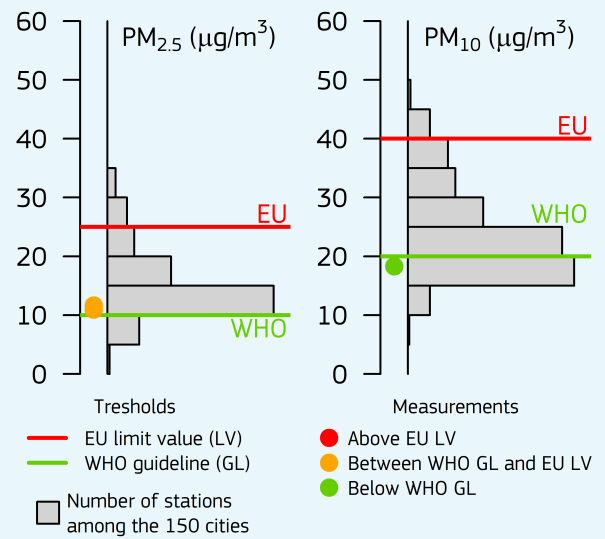 PM2.5 (μg/m³)
60
50
40
30
20
10
0
EU
WHO
PM10 (μg/m³)
60
50
40
30
20
10
0
EU
WHO
Tresholds
EU limit value (LV)
WHO guideline (GL)
Number of stations
among the 150 cities
Measurements
Above EU LV
Between WHO GL and EU LV
Below WHO GL